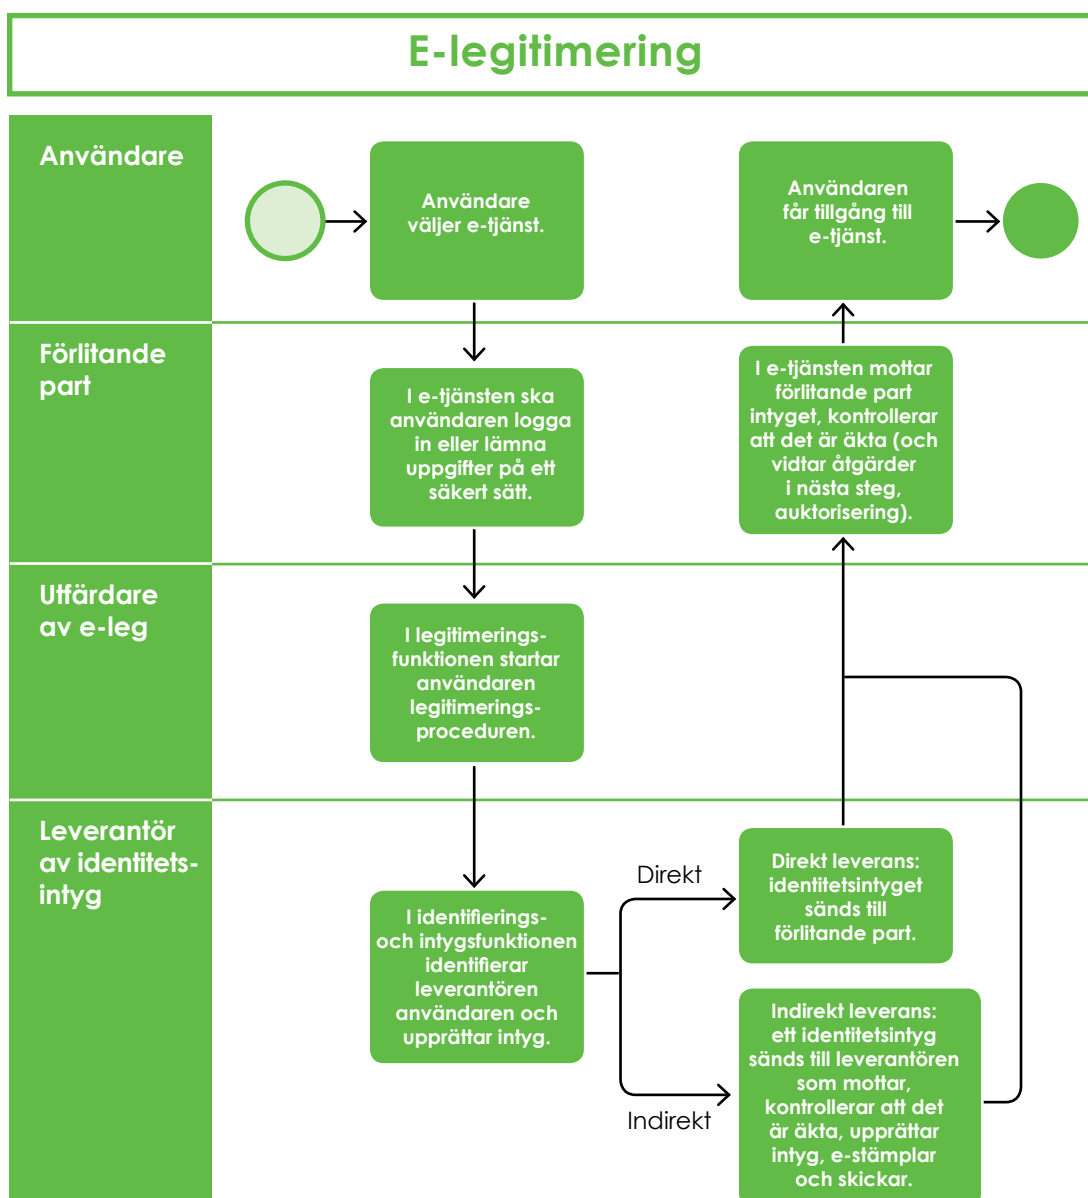 E-legitimering
Användare
Användare
väljer e-tjänst.
Användaren
får tillgång till
e-tjänst.
Förlitande
part
I e-tjänsten ska
användaren logga
in eller lämna
uppgifter på ett
säkert sätt.
I e-tjänsten mottar
förlitande part
intyget, kontrollerar
att det är äkta (och
vidtar åtgärder
i nästa steg,
auktorisering).
Utfärdare
av e-leg
I legitimerings-
funktionen startar
användaren
legitimerings-
proceduren.
Leverantör
av identitets-
intyg
I identifierings-
och intygsfunktionen
identifierar
leverantören
användaren och
upprättar intyg.
Direkt
Direkt leverans:
identitetsintyget
sänds till
förlitande part.
Indirekt
Indirekt leverans:
ett identitetsintyg
sänds till leverantören
som mottar,
kontrollerar att det
är äkta, upprättar
intyg, e-stämplar
och skickar.